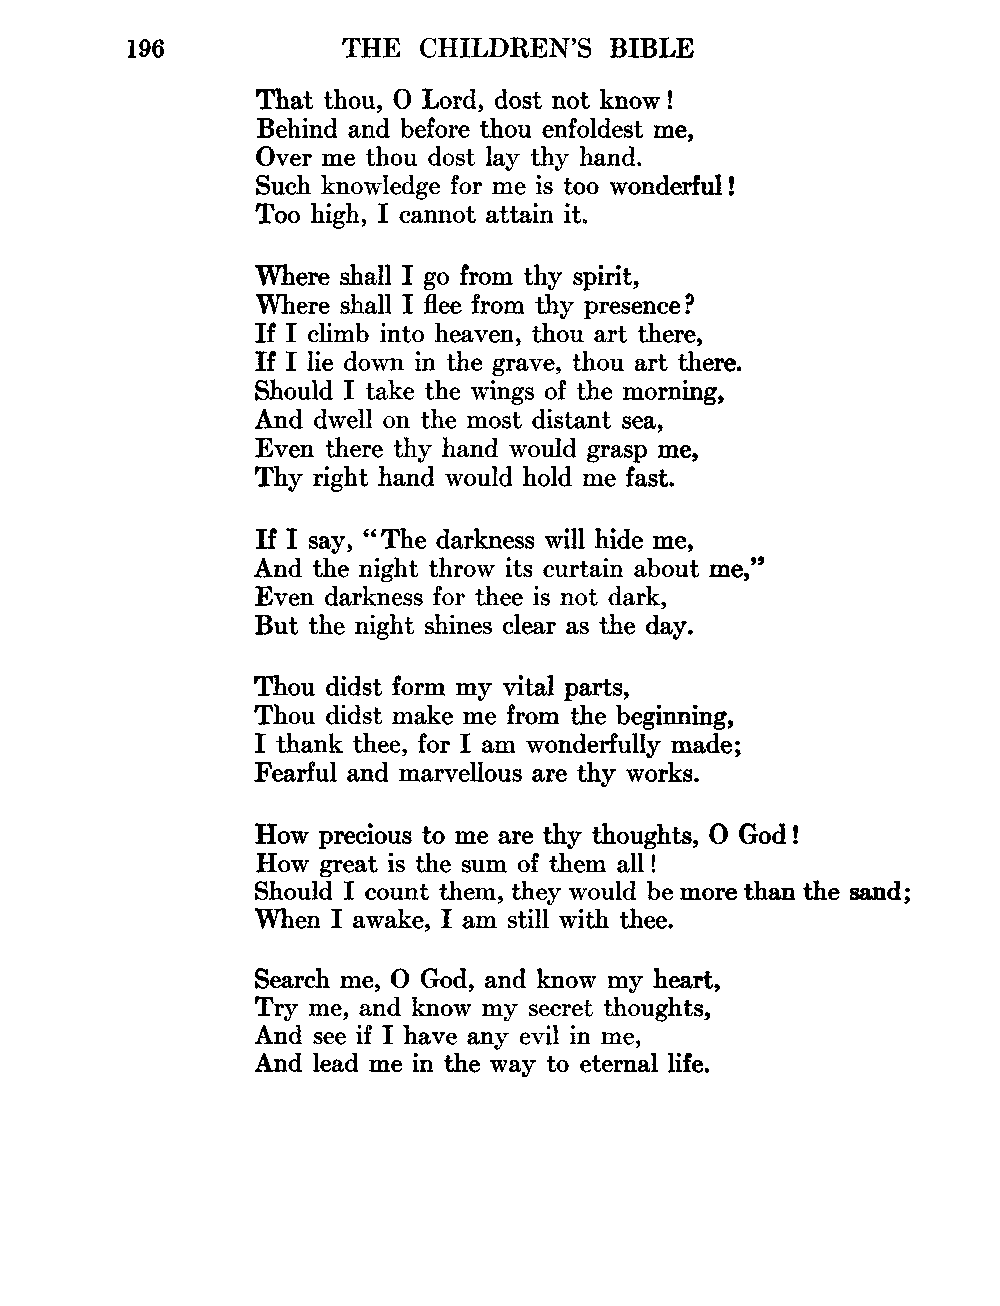 196 THE CHILDREN'S BIBLE
That thou, O Lord, dost not know!
Behind and before thou enfoldest me,
Over me thou dost lay thy hand.
Such knowledge for me is too wonderful!
Too high, I cannot attain it.

Where shall I go from thy spirit,
Where shall I flee from thy presence?
If I climb into heaven, thou art there,
If I lie down in the grave, thou art there.
Should I take the wings of the morning,
And dwell on the most distant sea,
Even there thy hand would grasp me,
Thy right hand would hold me fast.

If I say, "The darkness will hide me,
And the night throw its curtain about me,"
Even darkness for thee is not dark,
But the night shines clear as the day.

Thou didst form my vital parts,
Thou didst make me from the beginning,
I thank thee, for I am wonderfully made;
Fearful and marvellous are thy works.

How precious to me are thy thoughts, O God!
How great is the sum of them all!
Should I count them, they would be more than the sand;
When I awake, I am still with thee.

Search me, O God, and know my heart,
Try me, and know my secret thoughts,
And see if I have any evil in me,
And lead me in the way to eternal life.